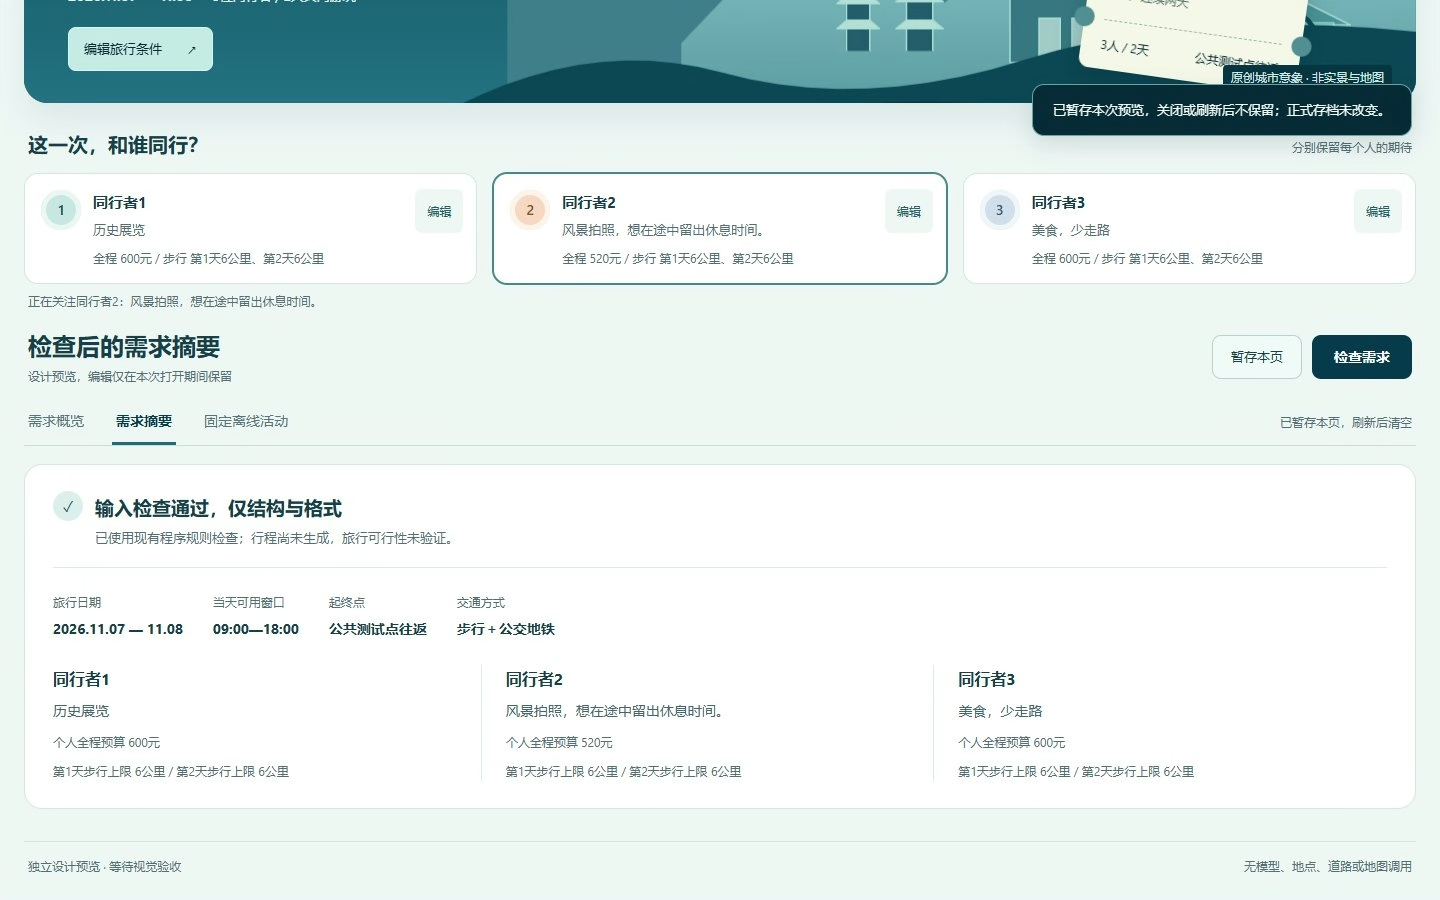 编辑旅行条件 ↗
3人 / 2天
原创城市意象 · 非实景与地图
已暂存本次预览，关闭或刷新后不保留；正式存档未改变。
这一次，和谁同行？
分别保留每个人的期待
1
同行者1
编辑
历史展览
全程 600元 / 步行 第1天6公里、第2天6公里
2
同行者2
编辑
风景拍照，想在途中留出休息时间。
全程 520元 / 步行 第1天6公里、第2天6公里
3
同行者3
编辑
美食，少走路
全程 600元 / 步行 第1天6公里、第2天6公里
正在关注同行者2：风景拍照，想在途中留出休息时间。
检查后的需求摘要
设计预览，编辑仅在本次打开期间保留
暂存本页
检查需求
需求概览
需求摘要
固定离线活动
已暂存本页，刷新后清空
✓
输入检查通过，仅结构与格式
已使用现有程序规则检查；行程尚未生成，旅行可行性未验证。
旅行日期
2026.11.07 — 11.08
当天可用窗口
09:00—18:00
起终点
公共测试点往返
交通方式
步行 + 公交地铁
同行者1
历史展览
个人全程预算 600元
第1天步行上限 6公里 / 第2天步行上限 6公里
同行者2
风景拍照，想在途中留出休息时间。
个人全程预算 520元
第1天步行上限 6公里 / 第2天步行上限 6公里
同行者3
美食，少走路
个人全程预算 600元
第1天步行上限 6公里 / 第2天步行上限 6公里
独立设计预览 · 等待视觉验收
无模型、地点、道路或地图调用